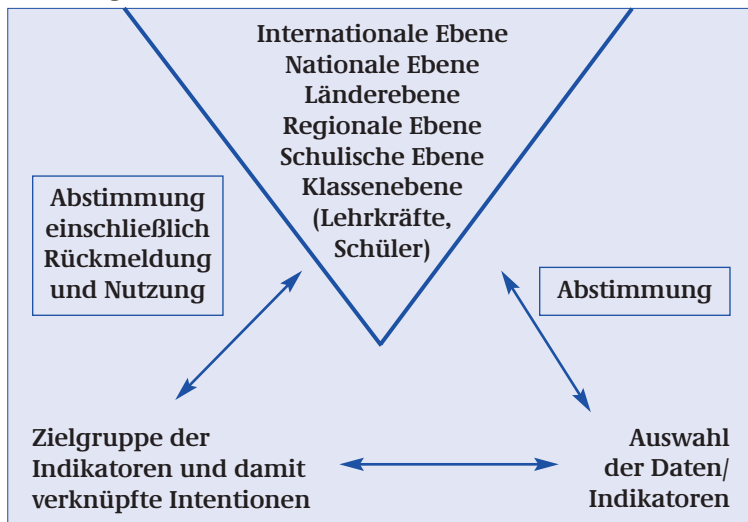 Internationale Ebene
Nationale Ebene
Länderebene
Regionale Ebene
Schulische Ebene
Klassenebene
(Lehrkräfte,
Schüler)
Abstimmung
einschließlich
Rückmeldung
und Nutzung
Abstimmung
Zielgruppe der
Indikatoren und damit
verknüpfte Intentionen
Auswahl
der Daten/
Indikatoren